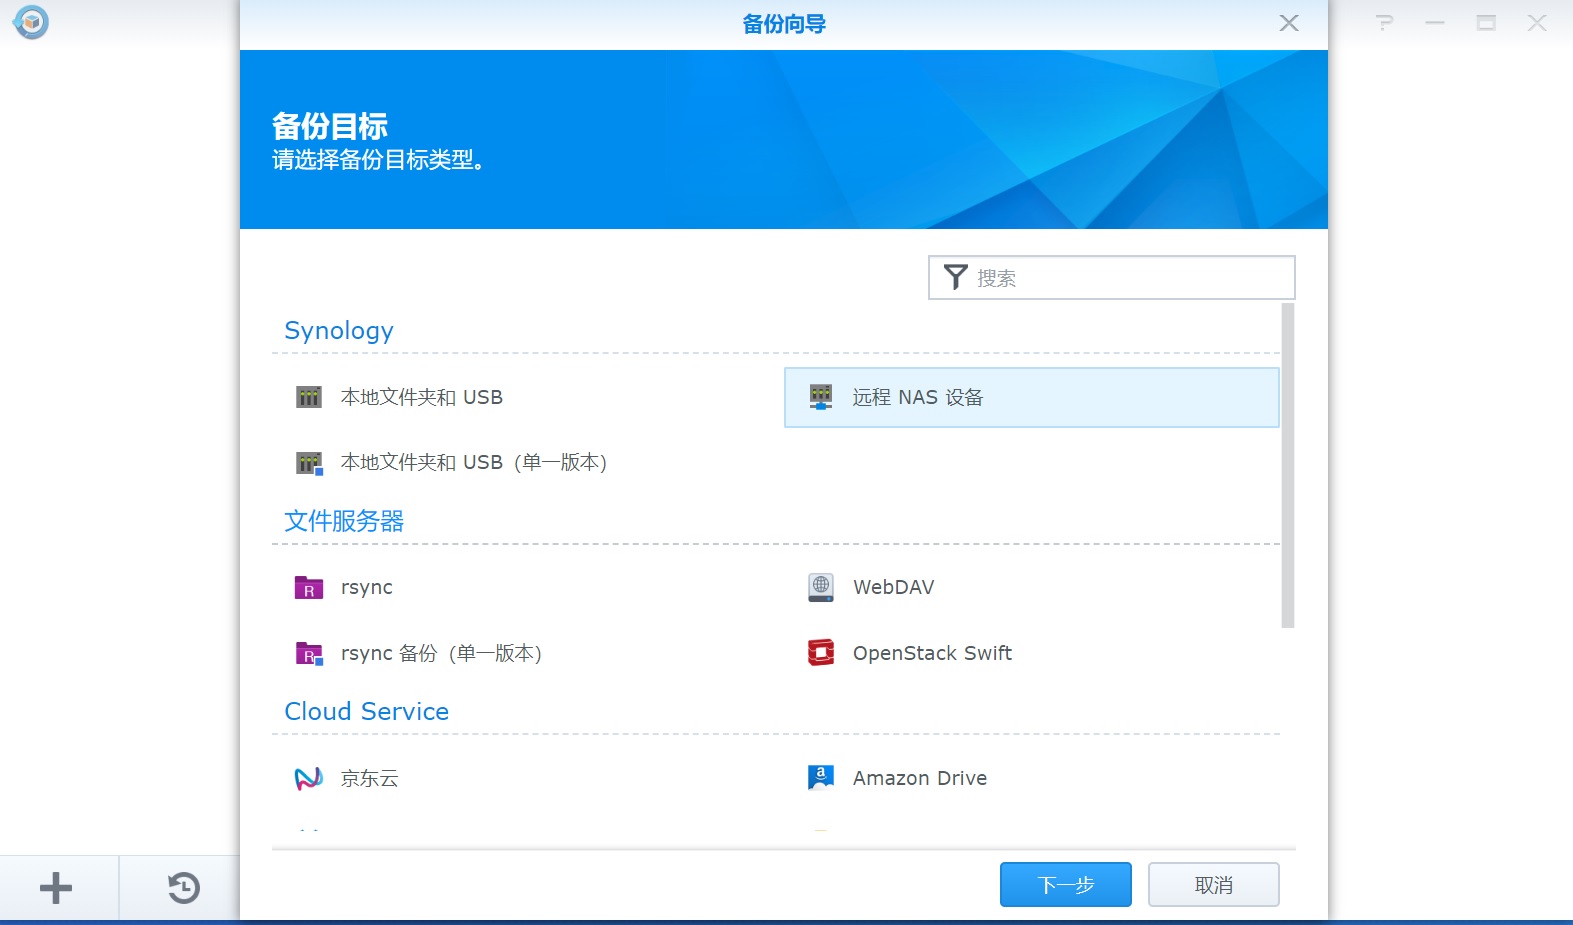 备份向导
备份目标
请选择备份目标类型。
搜索
Synology
本地文件夹和 USB
远程 NAS 设备
本地文件夹和 USB（单一版本）
文件服务器
R rsync
WebDAV
R rsync 备份（单一版本）
OpenStack Swift
Cloud Service
京东云
a Amazon Drive
下一步
取消